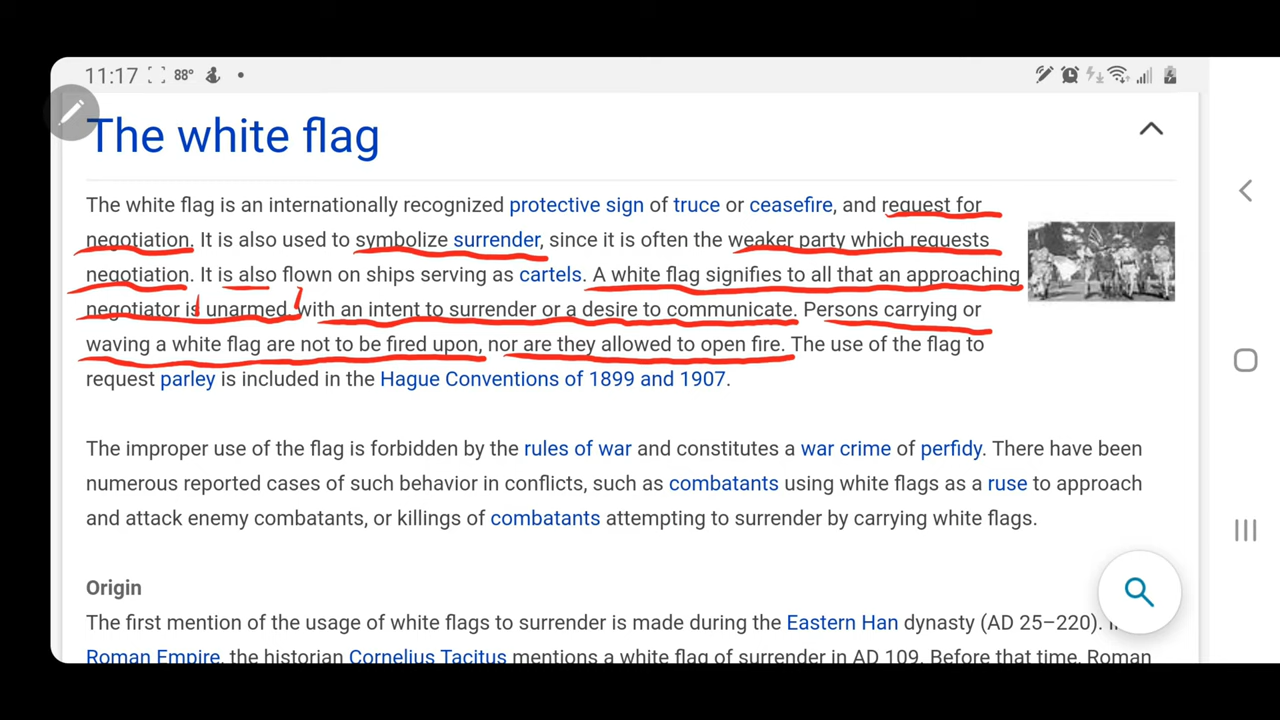 11:17 88°
The white flag
The white flag is an internationally recognized protective sign of truce or ceasefire, and request for
negotiation. It is also used to symbolize surrender, since it is often the weaker party which requests
negotiation. It is also flown on ships serving as cartels. A white flag signifies to all that an approaching
negotiator is unarmed, with an intent to surrender or a desire to communicate. Persons carrying or
waving a white flag are not to be fired upon, nor are they allowed to open fire. The use of the flag to
request parley is included in the Hague Conventions of 1899 and 1907.
The improper use of the flag is forbidden by the rules of war and constitutes a war crime of perfidy. There have been
numerous reported cases of such behavior in conflicts, such as combatants using white flags as a ruse to approach
and attack enemy combatants, or killings of combatants attempting to surrender by carrying white flags.
Origin
The first mention of the usage of white flags to surrender is made during the Eastern Han dynasty (AD 25–220).
Roman Empire, the historian Cornelius Tacitus mentions a white flag of surrender in AD 109. Before that time, Roman